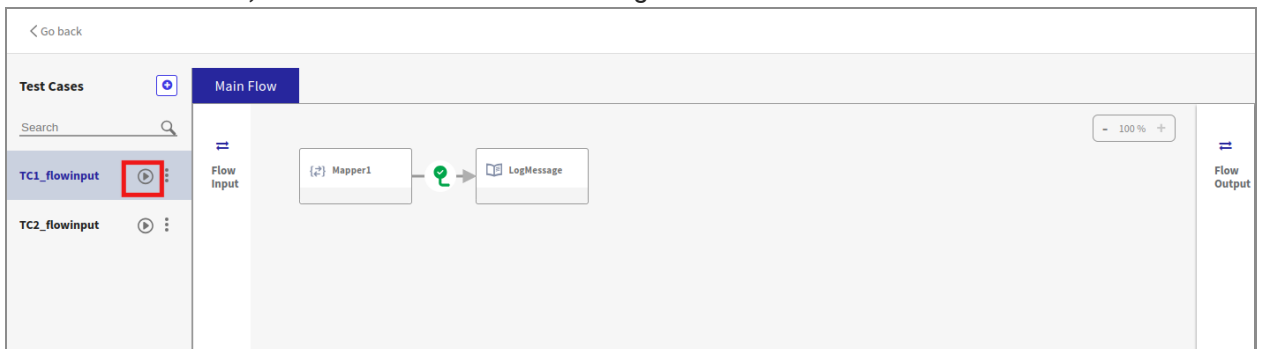 Go back
Test Cases
Main Flow
Search
- 100 % +
TC1_flowinput
Flow
Input
{} Mapper1
LogMessage
Flow
Output
TC2_flowinput